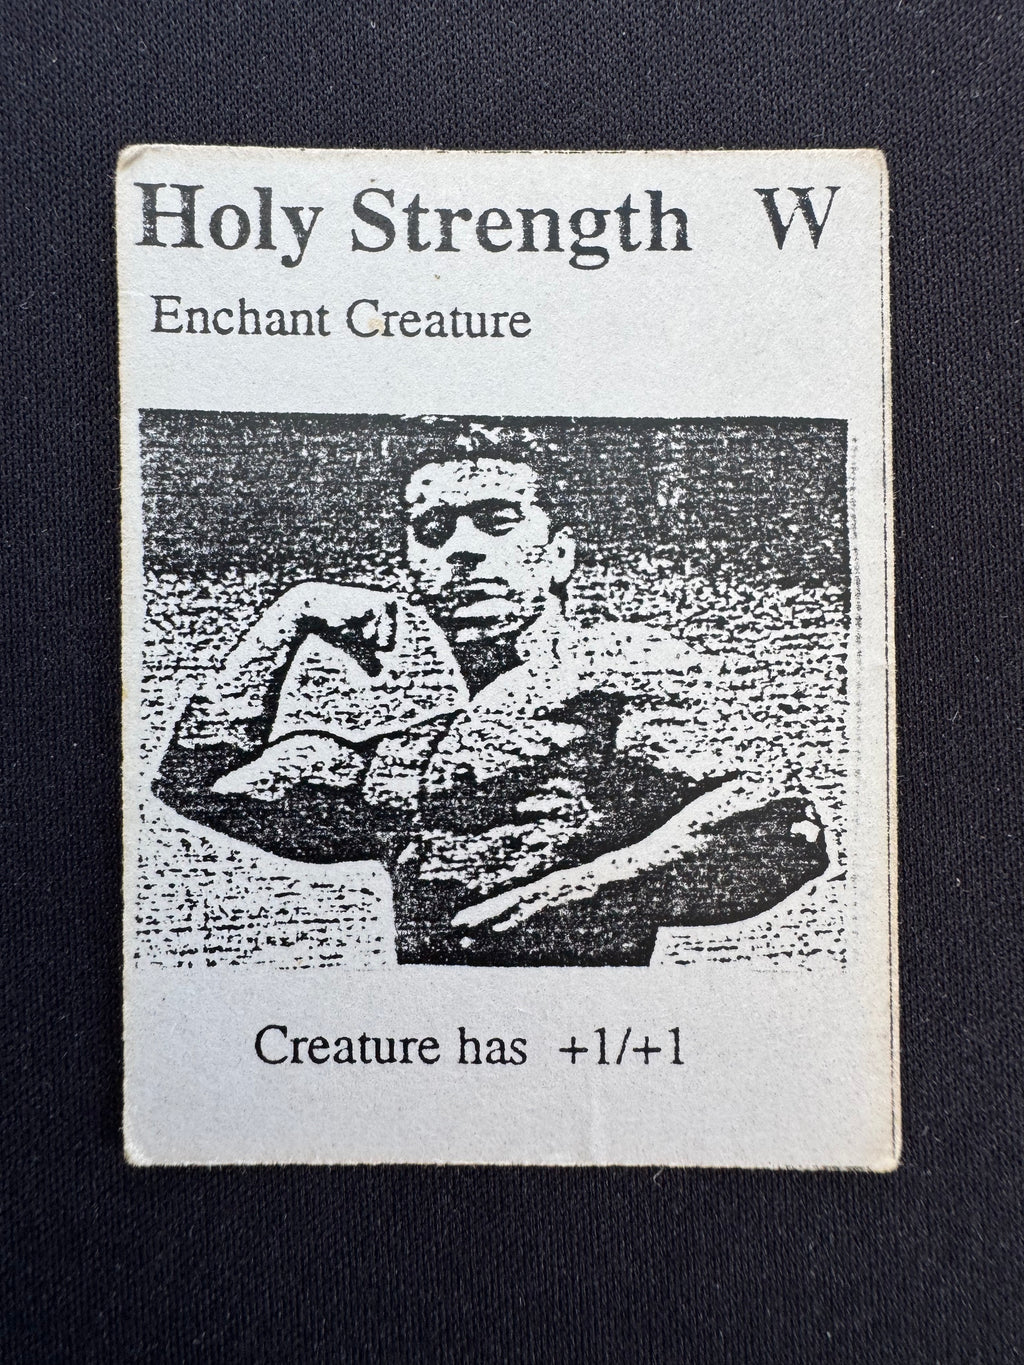 Holy Strength W
Enchant Creature
Creature has +1/+1